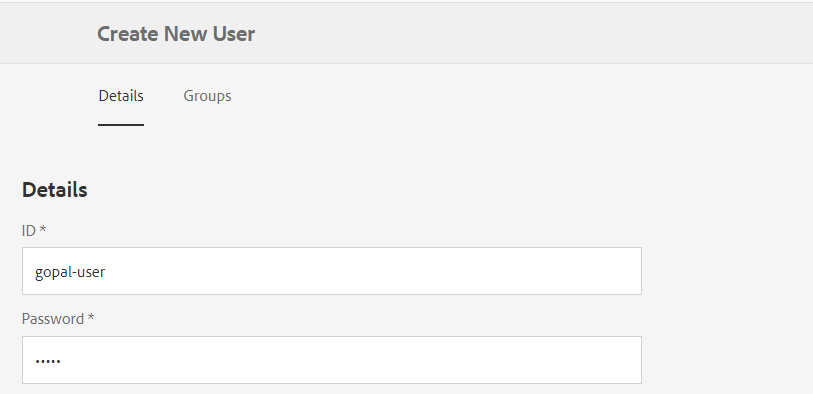 Create New User
Details Groups
Details
ID *
gopal-user
Password *
•••••